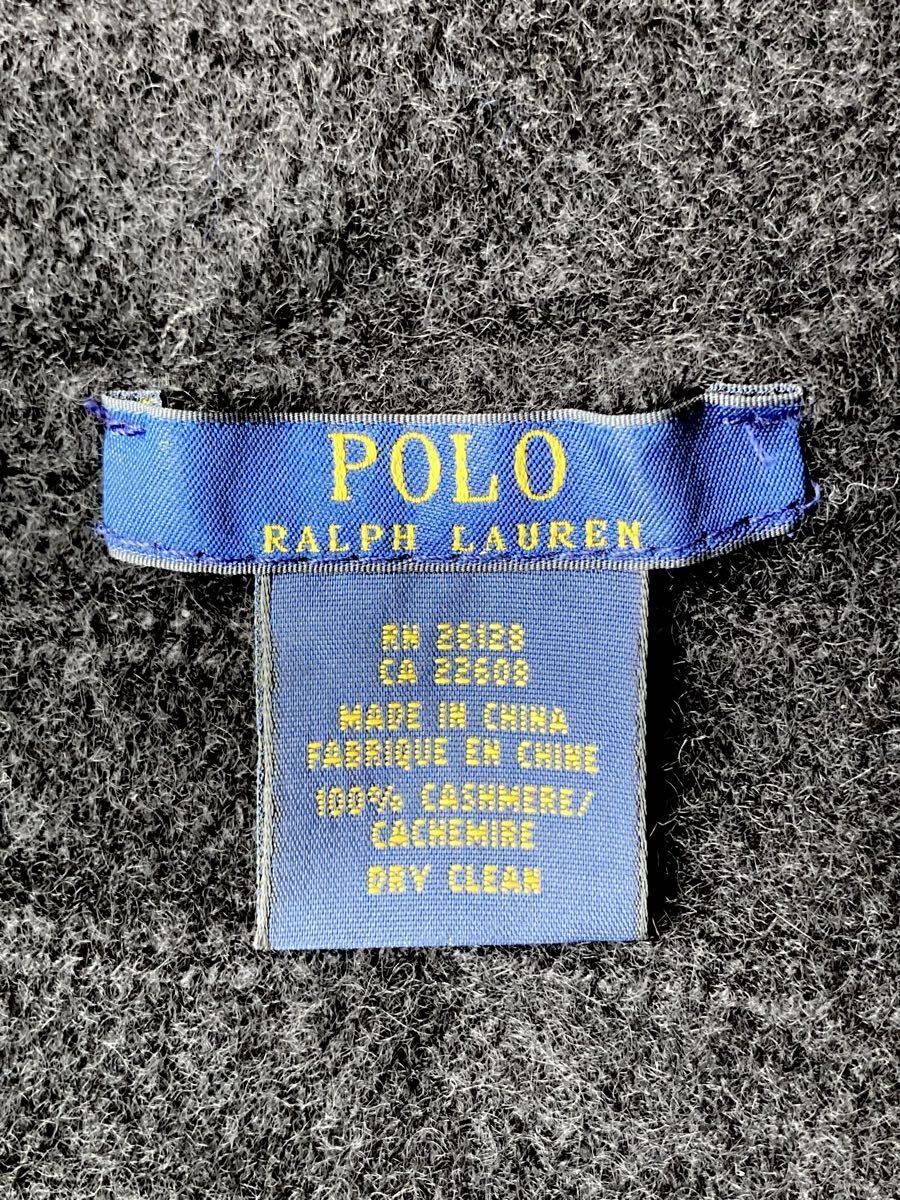 POLO
RALPH LAUREN
RN 26128
CA 22609
MADE IN CHINA
FABRIQUE EN CHINE
100% CASHMERE/
CACHEMIRE
DRY CLEAN